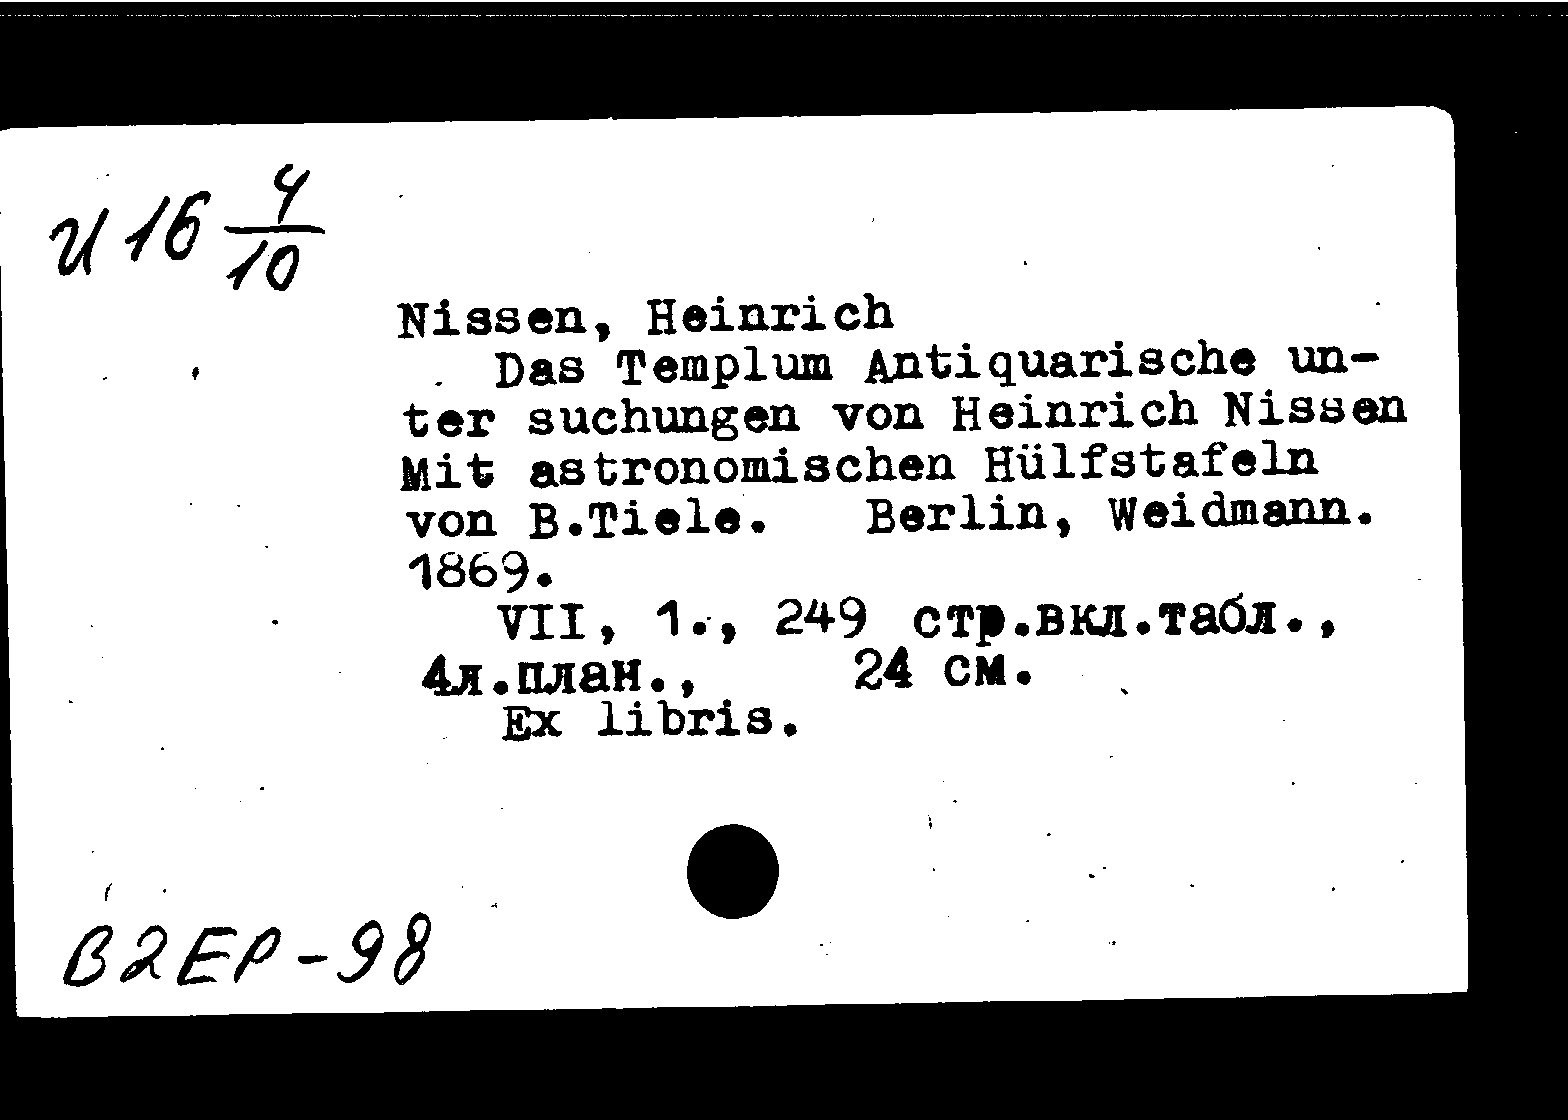 И 16 4/10
Nissen, Heinrich
Das Templum Antiquarische un-
ter suchungen von Heinrich Nissen
Mit astronomischen Hülfstafeln
von B.Tiele. Berlin, Weidmann.
1869.
VII, 1., 249 стр.вкл.табл.,
4л.план., 24 см.
Ex libris.
В2ЕР-98